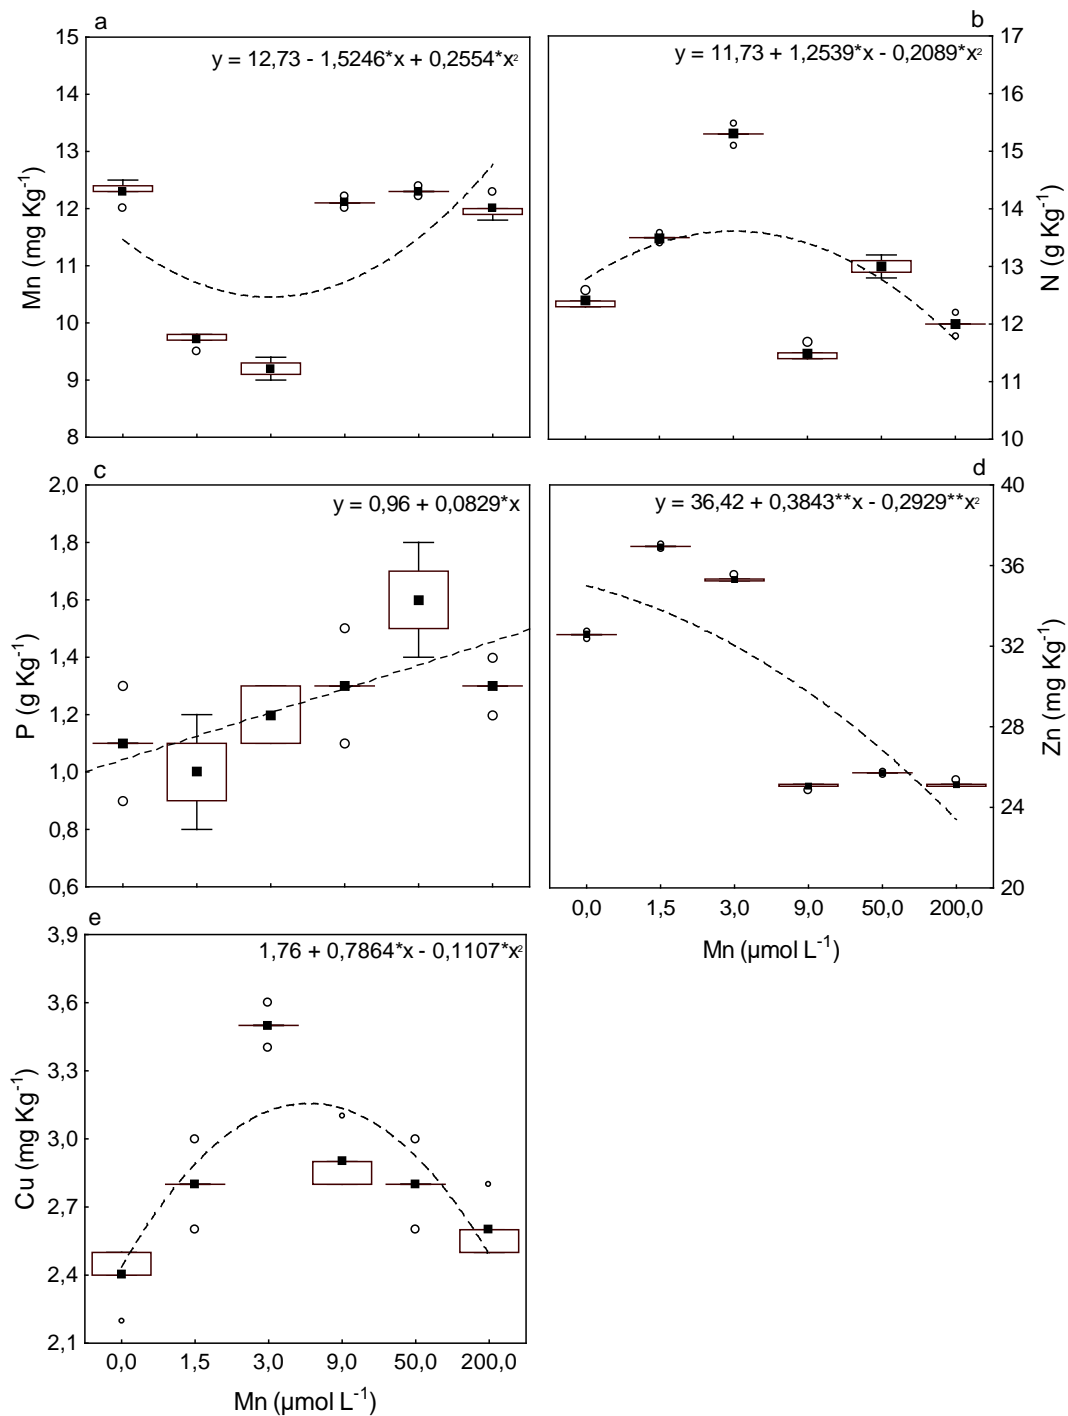 a
y = 12,73 - 1,5246*x + 0,2554*x²
15
14
13
12
11
10
9
8
Mn (mg Kg⁻¹)
b
y = 11,73 + 1,2539*x - 0,2089*x²
17
16
15
14
13
12
11
10
N (g Kg⁻¹)
c
y = 0,96 + 0,0829*x
2,0
1,8
1,6
1,4
1,2
1,0
0,8
0,6
P (g Kg⁻¹)
d
y = 36,42 + 0,3843**x - 0,2929**x²
40
36
32
28
24
20
Zn (mg Kg⁻¹)
0,0 1,5 3,0 9,0 50,0 200,0
Mn (µmol L⁻¹)
e
1,76 + 0,7864*x - 0,1107*x²
3,9
3,6
3,3
3,0
2,7
2,4
2,1
Cu (mg Kg⁻¹)
0,0 1,5 3,0 9,0 50,0 200,0
Mn (µmol L⁻¹)